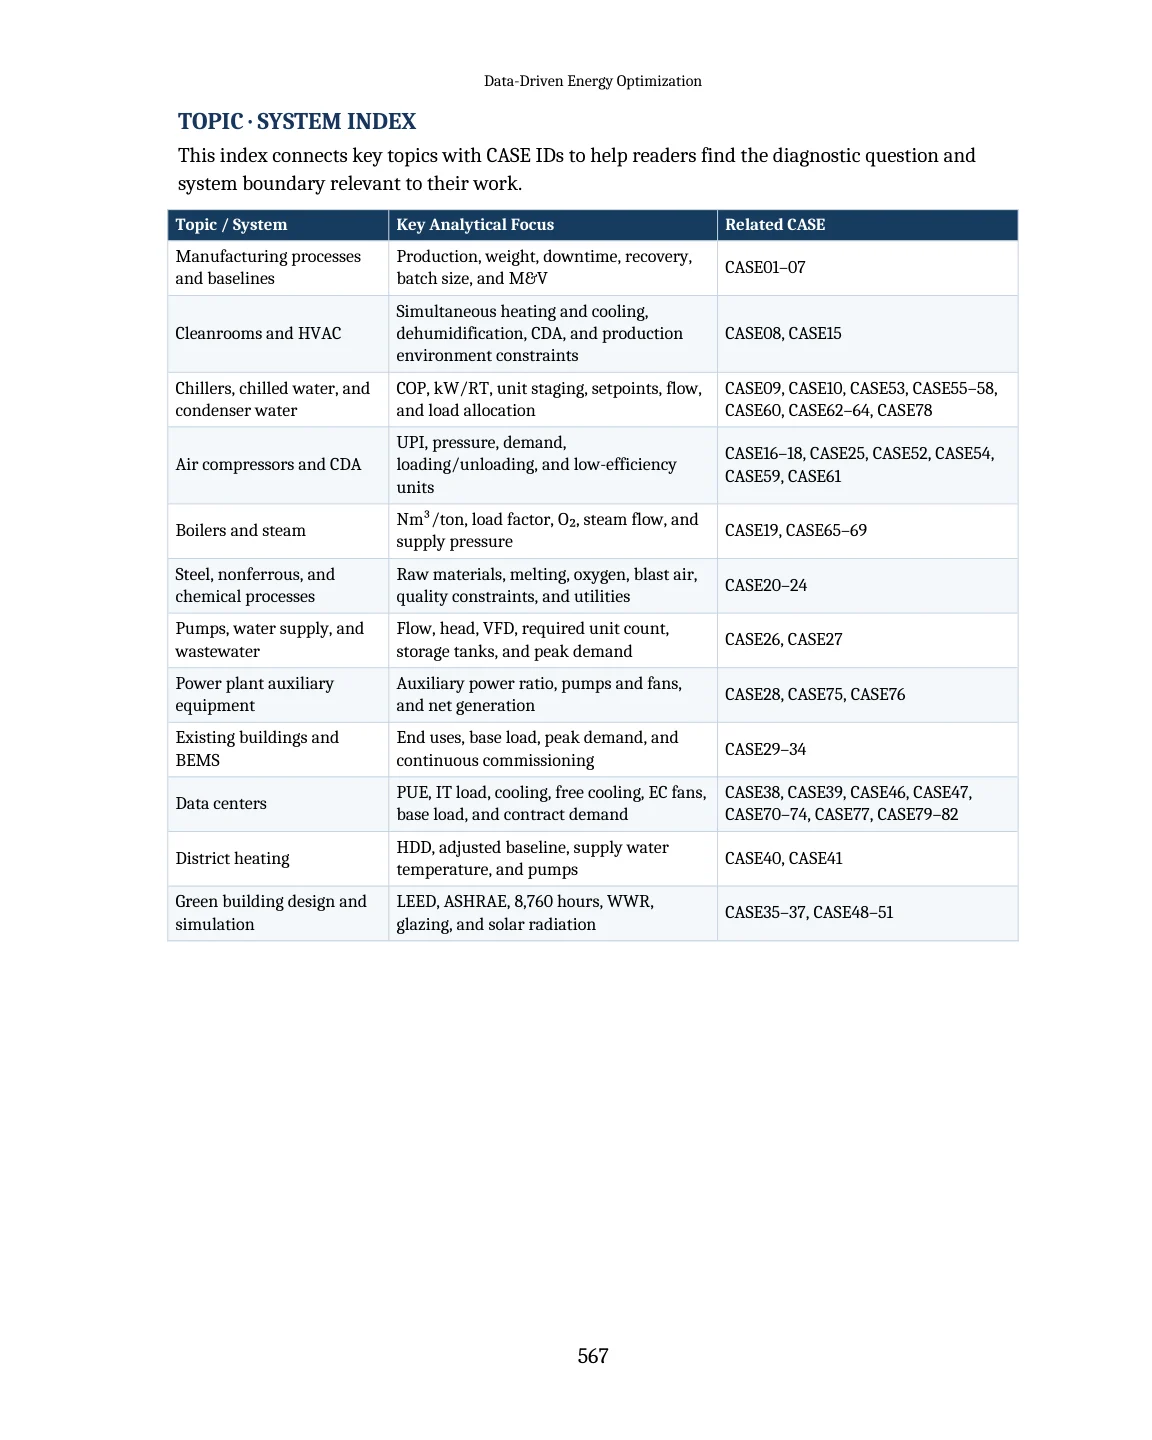 Data-Driven Energy Optimization
TOPIC · SYSTEM INDEX
This index connects key topics with CASE IDs to help readers find the diagnostic question and
system boundary relevant to their work.
Topic / System
Key Analytical Focus
Related CASE
Manufacturing processes
and baselines
Production, weight, downtime, recovery,
batch size, and M&V
CASE01–07
Cleanrooms and HVAC
Simultaneous heating and cooling,
dehumidification, CDA, and production
environment constraints
CASE08, CASE15
Chillers, chilled water, and
condenser water
COP, kW/RT, unit staging, setpoints, flow,
and load allocation
CASE09, CASE10, CASE53, CASE55–58,
CASE60, CASE62–64, CASE78
Air compressors and CDA
UPI, pressure, demand,
loading/unloading, and low-efficiency
units
CASE16–18, CASE25, CASE52, CASE54,
CASE59, CASE61
Boilers and steam
Nm³/ton, load factor, O₂, steam flow, and
supply pressure
CASE19, CASE65–69
Steel, nonferrous, and
chemical processes
Raw materials, melting, oxygen, blast air,
quality constraints, and utilities
CASE20–24
Pumps, water supply, and
wastewater
Flow, head, VFD, required unit count,
storage tanks, and peak demand
CASE26, CASE27
Power plant auxiliary
equipment
Auxiliary power ratio, pumps and fans,
and net generation
CASE28, CASE75, CASE76
Existing buildings and
BEMS
End uses, base load, peak demand, and
continuous commissioning
CASE29–34
Data centers
PUE, IT load, cooling, free cooling, EC fans,
base load, and contract demand
CASE38, CASE39, CASE46, CASE47,
CASE70–74, CASE77, CASE79–82
District heating
HDD, adjusted baseline, supply water
temperature, and pumps
CASE40, CASE41
Green building design and
simulation
LEED, ASHRAE, 8,760 hours, WWR,
glazing, and solar radiation
CASE35–37, CASE48–51
567